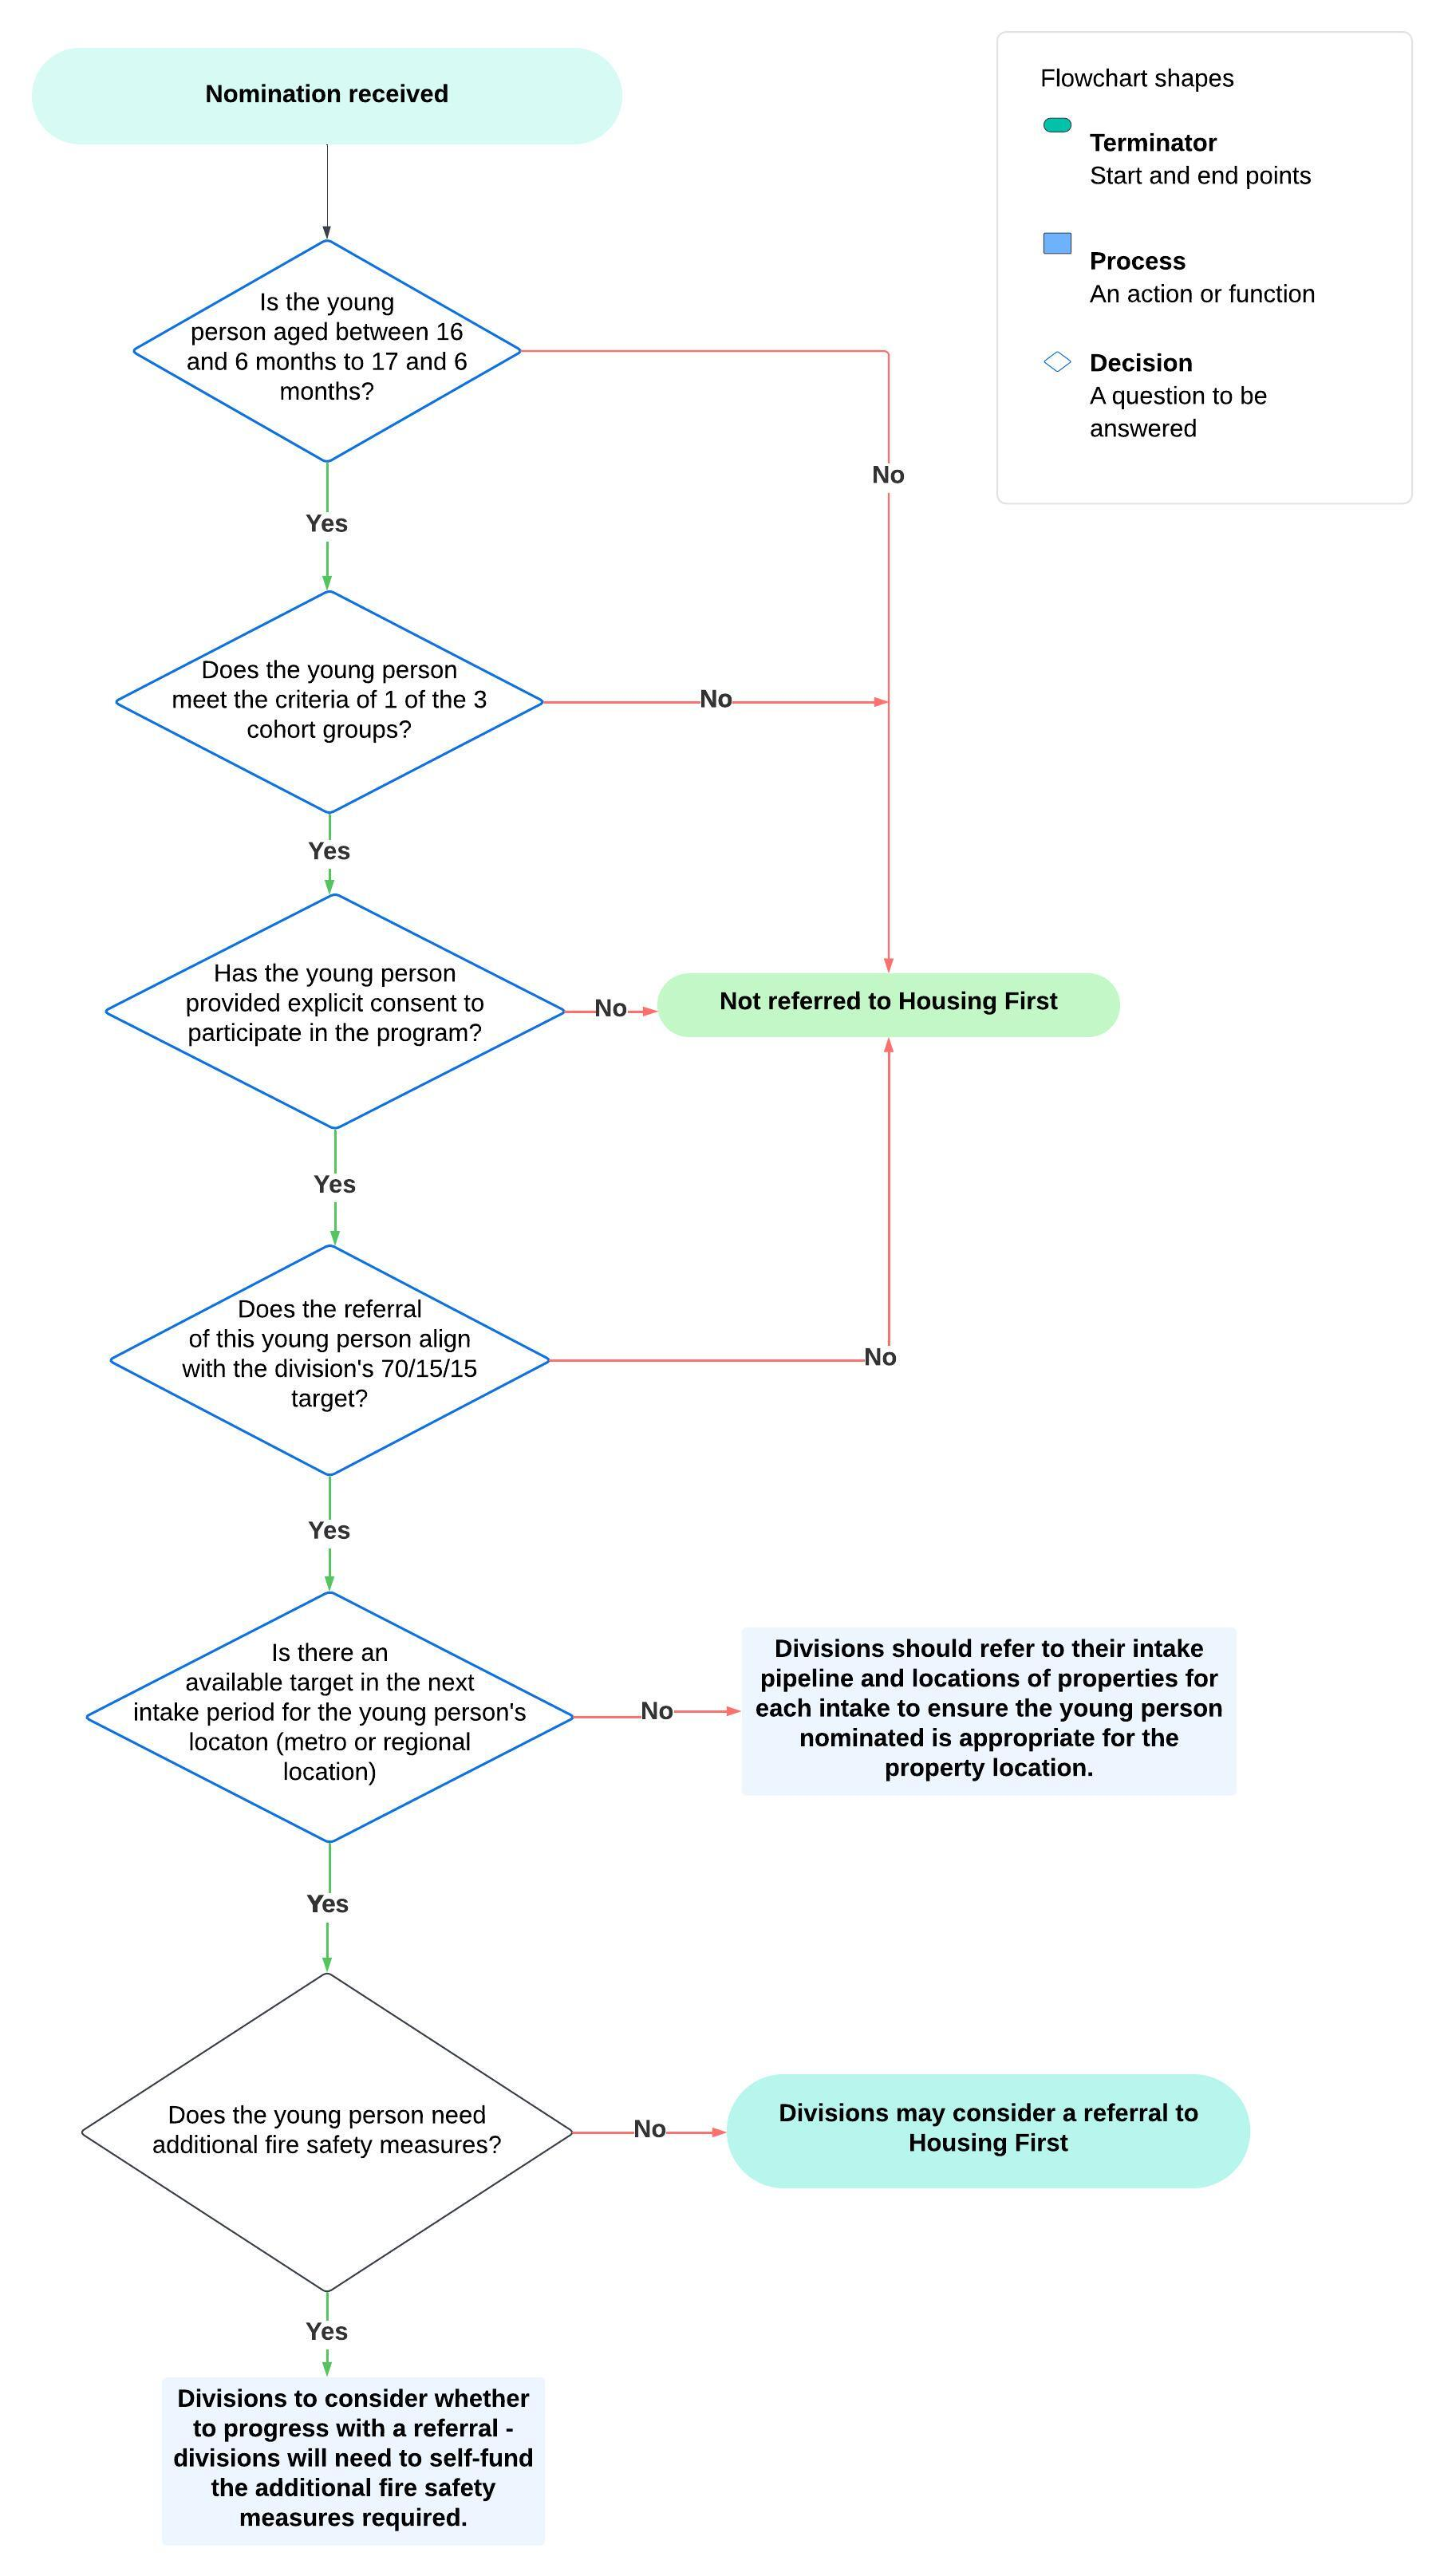 Nomination received
Flowchart shapes
Terminator
Start and end points
Process
An action or function
Decision
A question to be
answered
Is the young
person aged between 16
and 6 months to 17 and 6
months?
No
Yes
Does the young person
meet the criteria of 1 of the 3
cohort groups?
No
Yes
Has the young person
provided explicit consent to
participate in the program?
No
Not referred to Housing First
Yes
Does the referral
of this young person align
with the division's 70/15/15
target?
No
Yes
Is there an
available target in the next
intake period for the young person's
locaton (metro or regional
location)
No
Divisions should refer to their intake
pipeline and locations of properties for
each intake to ensure the young person
nominated is appropriate for the
property location.
Yes
Does the young person need
additional fire safety measures?
No
Divisions may consider a referral to
Housing First
Yes
Divisions to consider whether
to progress with a referral -
divisions will need to self-fund
the additional fire safety
measures required.